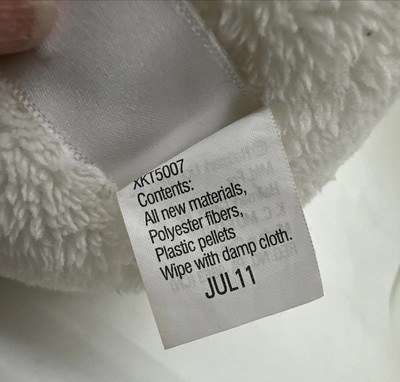 XKT5007
Contents:
All new materials,
Polyester fibers,
Plastic pellets
Wipe with damp cloth.
JUL11